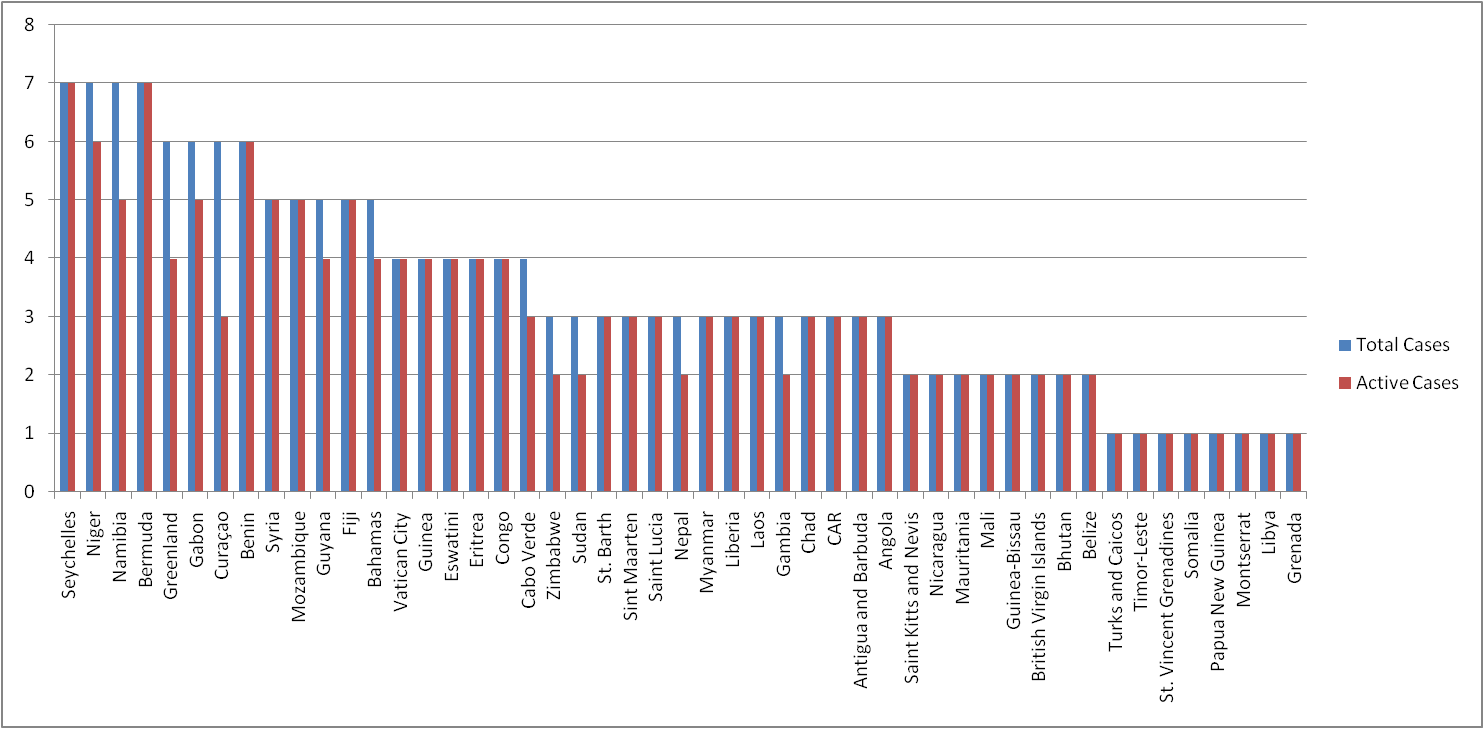 8
7
6
5
4
3
2
1
0
Total Cases
Active Cases
Seychelles
Niger
Namibia
Bermuda
Greenland
Gabon
Curaçao
Benin
Syria
Mozambique
Guyana
Fiji
Bahamas
Vatican City
Guinea
Eswatini
Eritrea
Congo
Cabo Verde
Zimbabwe
Sudan
St. Barth
Sint Maarten
Saint Lucia
Nepal
Myanmar
Liberia
Laos
Gambia
Chad
CAR
Antigua and Barbuda
Angola
Saint Kitts and Nevis
Nicaragua
Mauritania
Mali
Guinea-Bissau
British Virgin Islands
Bhutan
Belize
Turks and Caicos
Timor-Leste
St. Vincent Grenadines
Somalia
Papua New Guinea
Montserrat
Libya
Grenada